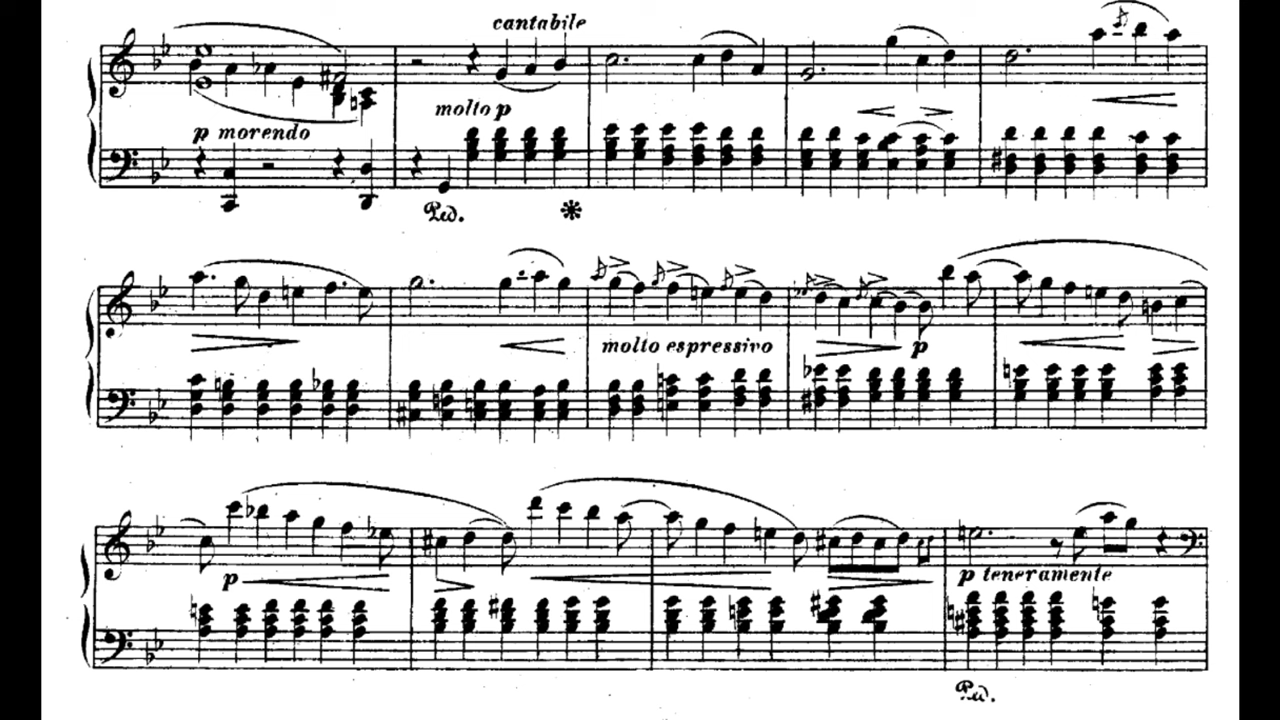 cantabile
molto p
p morendo
Ped.
molto espressivo
p
p
p teneramente
Ped.